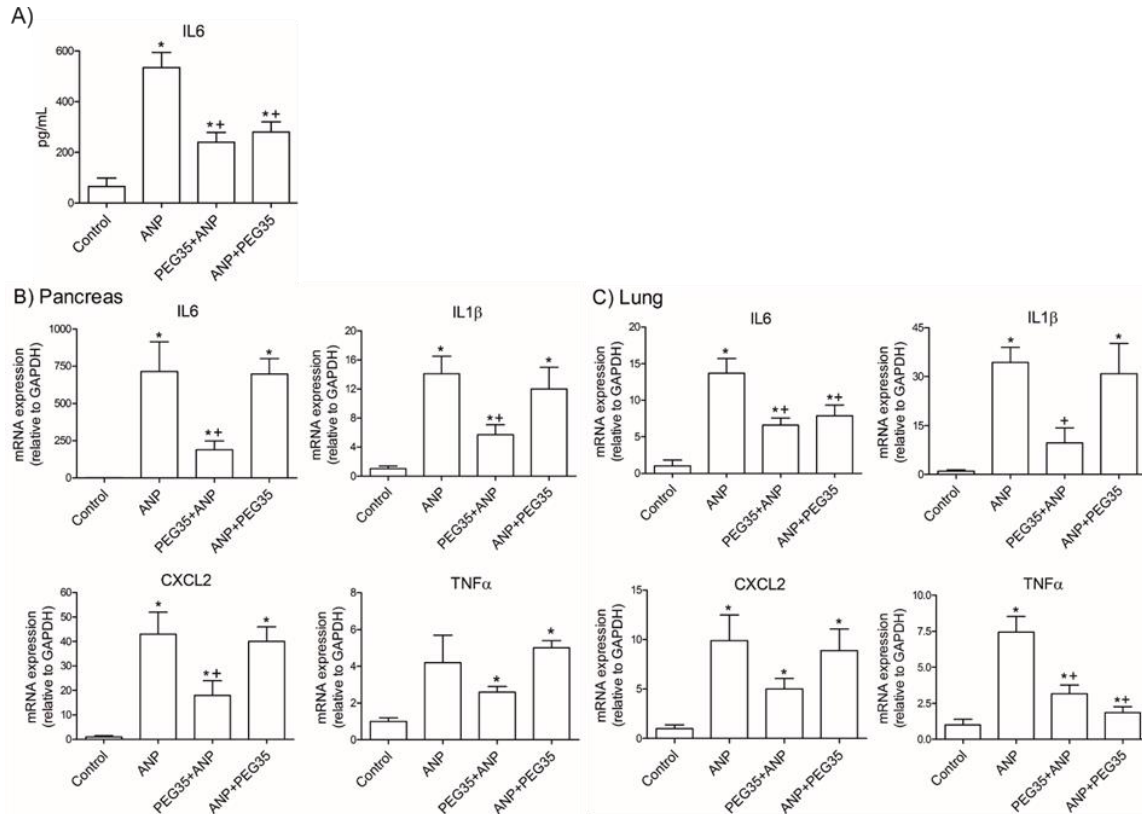 A)
IL6
pg/mL
600
400
200
0
*
*+
*+
Control
ANP
PEG35+ANP
ANP+PEG35
B) Pancreas
IL6
mRNA expression
(relative to GAPDH)
1000
750
500
250
0
*
*+
*
Control
ANP
PEG35+ANP
ANP+PEG35
IL1β
mRNA expression
(relative to GAPDH)
20
16
12
8
4
0
*
*+
*
Control
ANP
PEG35+ANP
ANP+PEG35
CXCL2
mRNA expression
(relative to GAPDH)
60
50
40
30
20
10
0
*
*+
*
Control
ANP
PEG35+ANP
ANP+PEG35
TNFα
mRNA expression
(relative to GAPDH)
8
6
4
2
0
*
*
Control
ANP
PEG35+ANP
ANP+PEG35
C) Lung
IL6
mRNA expression
(relative to GAPDH)
20
15
10
5
0
*
*+
*+
Control
ANP
PEG35+ANP
ANP+PEG35
IL1β
mRNA expression
(relative to GAPDH)
45
30
15
0
*
+
*
Control
ANP
PEG35+ANP
ANP+PEG35
CXCL2
mRNA expression
(relative to GAPDH)
15
10
5
0
*
*
*
Control
ANP
PEG35+ANP
ANP+PEG35
TNFα
mRNA expression
(relative to GAPDH)
10.0
7.5
5.0
2.5
0.0
*
*+
*+
Control
ANP
PEG35+ANP
ANP+PEG35